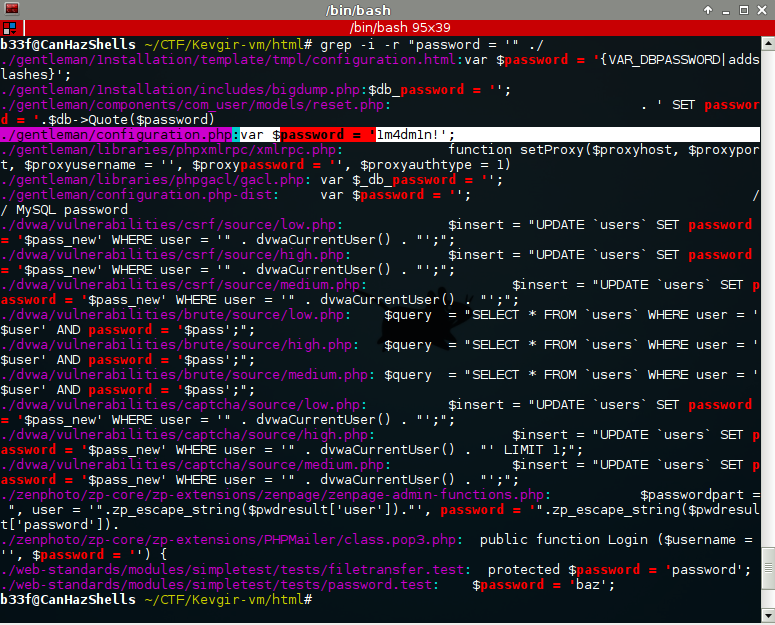 /bin/bash
/bin/bash 95x39
b33f@CanHazShells ~/CTF/Kevgir-vm/html# grep -i -r "password = '" ./
./gentleman/1nstallation/template/tmpl/configuration.html:var $password = '{VAR_DBPASSWORD|adds
lashes}';
./gentleman/1nstallation/includes/bigdump.php:$db_password = '';
./gentleman/components/com_user/models/reset.php: . ' SET passwor
d = '.$db->Quote($password)
./gentleman/configuration.php:var $password = '1m4dm1n!';
./gentleman/libraries/phpxmlrpc/xmlrpc.php: function setProxy($proxyhost, $proxypor
t, $proxyusername = '', $proxypassword = '', $proxyauthtype = 1)
./gentleman/libraries/phpgacl/gacl.php: var $_db_password = '';
./gentleman/configuration.php-dist: var $password = ''; /
/ MySQL password
./dvwa/vulnerabilities/csrf/source/low.php: $insert = "UPDATE `users` SET password
= '$pass_new' WHERE user = '" . dvwaCurrentUser() . "';";
./dvwa/vulnerabilities/csrf/source/high.php: $insert = "UPDATE `users` SET password
= '$pass_new' WHERE user = '" . dvwaCurrentUser() . "';";
./dvwa/vulnerabilities/csrf/source/medium.php: $insert = "UPDATE `users` SET p
assword = '$pass_new' WHERE user = '" . dvwaCurrentUser() . "';";
./dvwa/vulnerabilities/brute/source/low.php: $query = "SELECT * FROM `users` WHERE user = '
$user' AND password = '$pass';";
./dvwa/vulnerabilities/brute/source/high.php: $query = "SELECT * FROM `users` WHERE user = '
$user' AND password = '$pass';";
./dvwa/vulnerabilities/brute/source/medium.php: $query = "SELECT * FROM `users` WHERE user = '
$user' AND password = '$pass';";
./dvwa/vulnerabilities/captcha/source/low.php: $insert = "UPDATE `users` SET password
= '$pass_new' WHERE user = '" . dvwaCurrentUser() . "';";
./dvwa/vulnerabilities/captcha/source/high.php: $insert = "UPDATE `users` SET p
assword = '$pass_new' WHERE user = '" . dvwaCurrentUser() . "' LIMIT 1;";
./dvwa/vulnerabilities/captcha/source/medium.php: $insert = "UPDATE `users` SET p
assword = '$pass_new' WHERE user = '" . dvwaCurrentUser() . "';";
./zenphoto/zp-core/zp-extensions/zenpage/zenpage-admin-functions.php: $passwordpart =
", user = '".zp_escape_string($pwdresult['user'])."', password = '".zp_escape_string($pwdresul
t['password']).
./zenphoto/zp-core/zp-extensions/PHPMailer/class.pop3.php: public function Login ($username =
'', $password = '') {
./web-standards/modules/simpletest/tests/filetransfer.test: protected $password = 'password';
./web-standards/modules/simpletest/tests/password.test: $password = 'baz';
b33f@CanHazShells ~/CTF/Kevgir-vm/html#